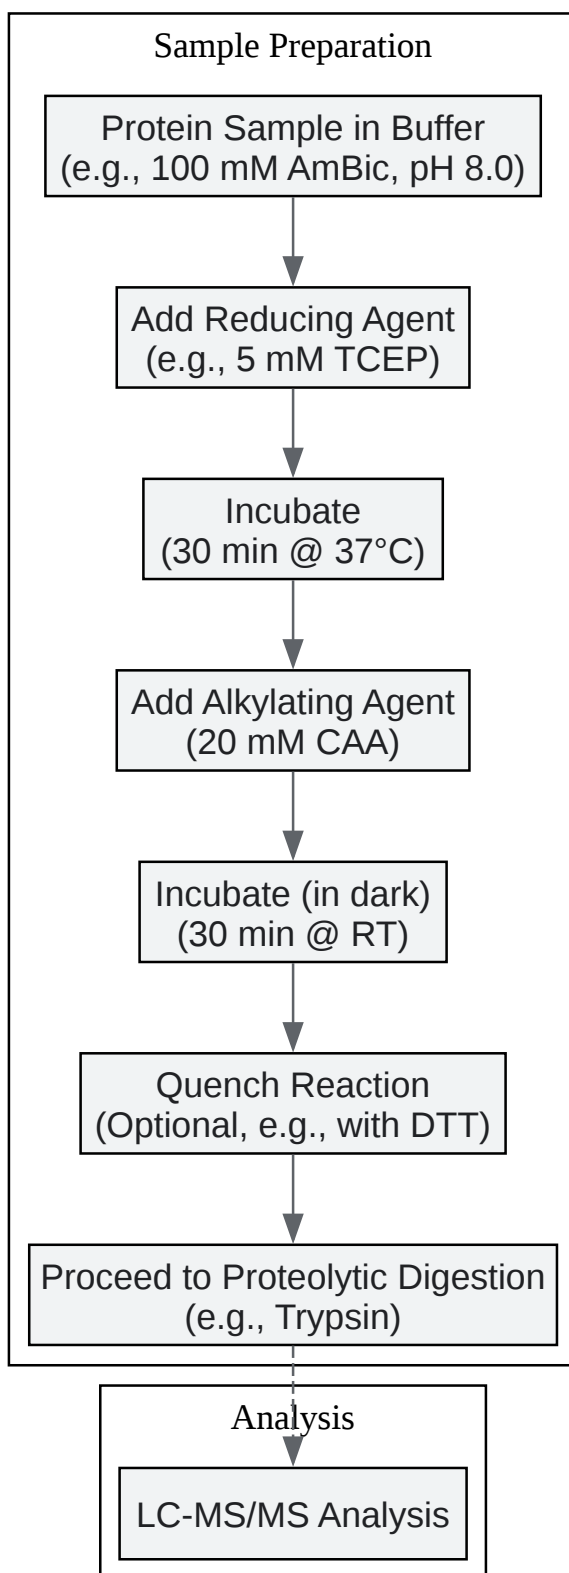 Sample Preparation
Protein Sample in Buffer
(e.g., 100 mM AmBic, pH 8.0)
Add Reducing Agent
(e.g., 5 mM TCEP)
Incubate
(30 min @ 37°C)
Add Alkylating Agent
(20 mM CAA)
Incubate (in dark)
(30 min @ RT)
Quench Reaction
(Optional, e.g., with DTT)
Proceed to Proteolytic Digestion
(e.g., Trypsin)
Analysis
LC-MS/MS Analysis